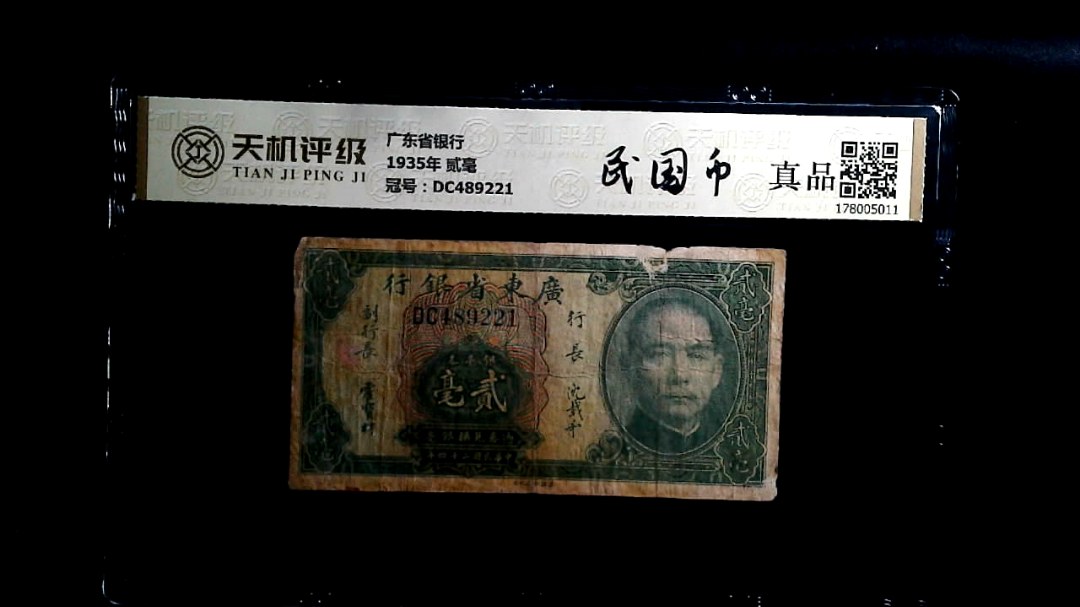 天机评级
TIAN JI PING JI
广东省银行
1935年 贰毫
冠号：DC489221
民国币
真品
178005011
行銀省東廣
DC489221
行長
副行長
毫貳
貳毫